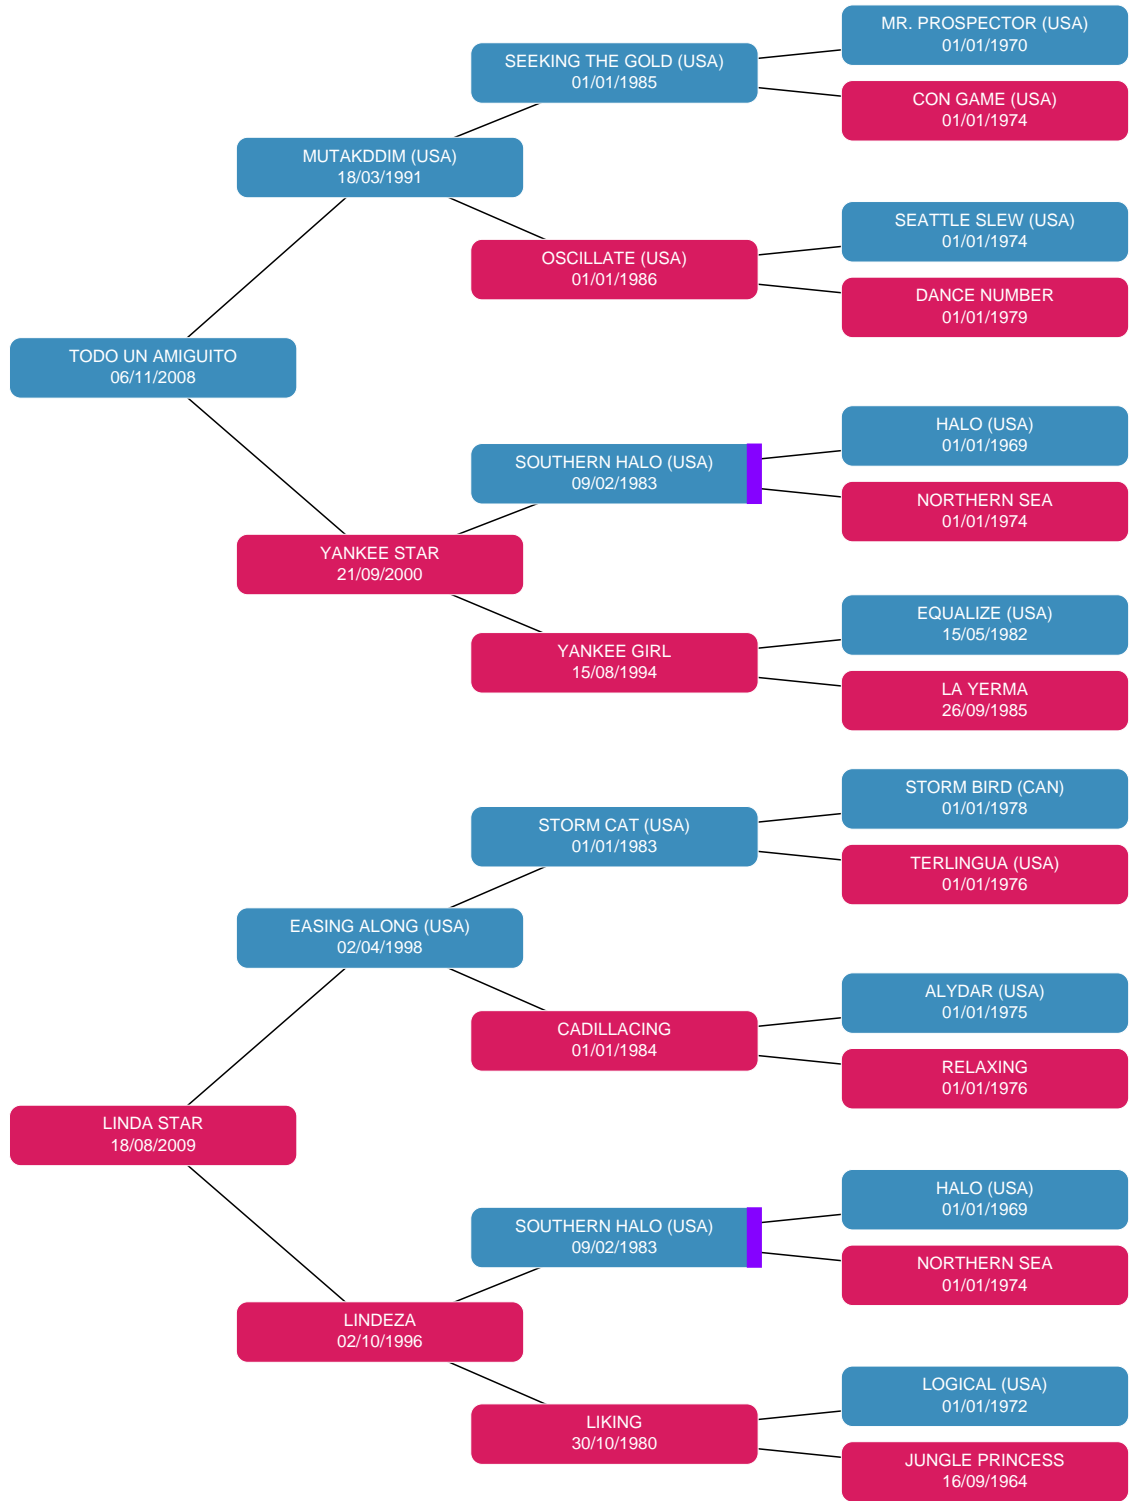 MR. PROSPECTOR (USA)
01/01/1970
SEEKING THE GOLD (USA)
01/01/1985
CON GAME (USA)
01/01/1974
MUTAKDDIM (USA)
18/03/1991
SEATTLE SLEW (USA)
01/01/1974
OSCILLATE (USA)
01/01/1986
DANCE NUMBER
01/01/1979
TODO UN AMIGUITO
06/11/2008
HALO (USA)
01/01/1969
SOUTHERN HALO (USA)
09/02/1983
NORTHERN SEA
01/01/1974
YANKEE STAR
21/09/2000
EQUALIZE (USA)
15/05/1982
YANKEE GIRL
15/08/1994
LA YERMA
26/09/1985
STORM BIRD (CAN)
01/01/1978
STORM CAT (USA)
01/01/1983
TERLINGUA (USA)
01/01/1976
EASING ALONG (USA)
02/04/1998
ALYDAR (USA)
01/01/1975
CADILLACING
01/01/1984
RELAXING
01/01/1976
LINDA STAR
18/08/2009
HALO (USA)
01/01/1969
SOUTHERN HALO (USA)
09/02/1983
NORTHERN SEA
01/01/1974
LINDEZA
02/10/1996
LOGICAL (USA)
01/01/1972
LIKING
30/10/1980
JUNGLE PRINCESS
16/09/1964